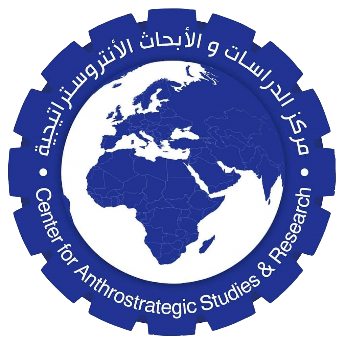 مركز الدراسات و الأبحاث الأنتروستراتيجية
Center for Anthrostrategic Studies & Research